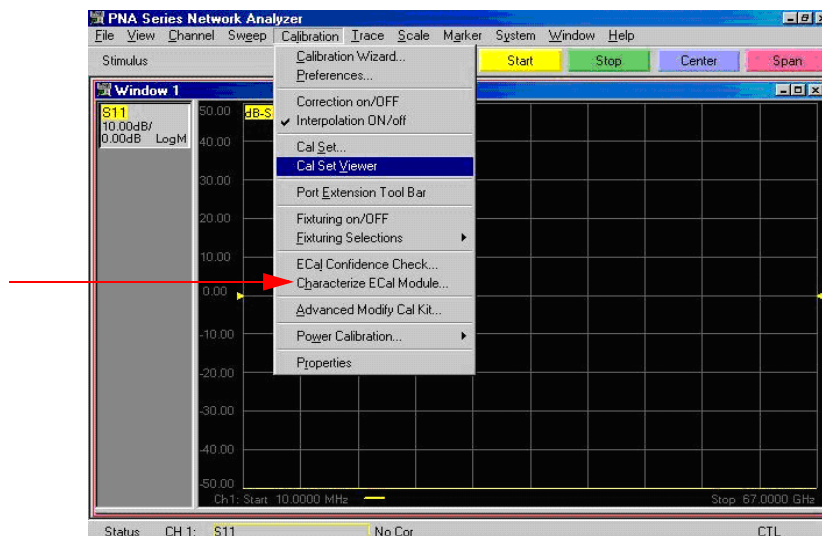 PNA Series Network Analyzer
File View Channel Sweep Calibration Trace Scale Marker System Window Help
Stimulus
Start Stop Center Span
Calibration Wizard...
Preferences...
Correction on/OFF
Interpolation ON/off
Cal Set...
Cal Set Viewer
Port Extension Tool Bar
Fixturing on/OFF
Fixturing Selections
ECal Confidence Check...
Characterize ECal Module...
Advanced Modify Cal Kit...
Power Calibration...
Properties
Window 1
S11
10.00dB/
0.00dB LogM
50.00 dB-S
40.00
30.00
20.00
10.00
0.00
-10.00
-20.00
-30.00
-40.00
-50.00
Ch1: Start 10.0000 MHz Stop 67.0000 GHz
Status CH 1: S11 No Cor CTL